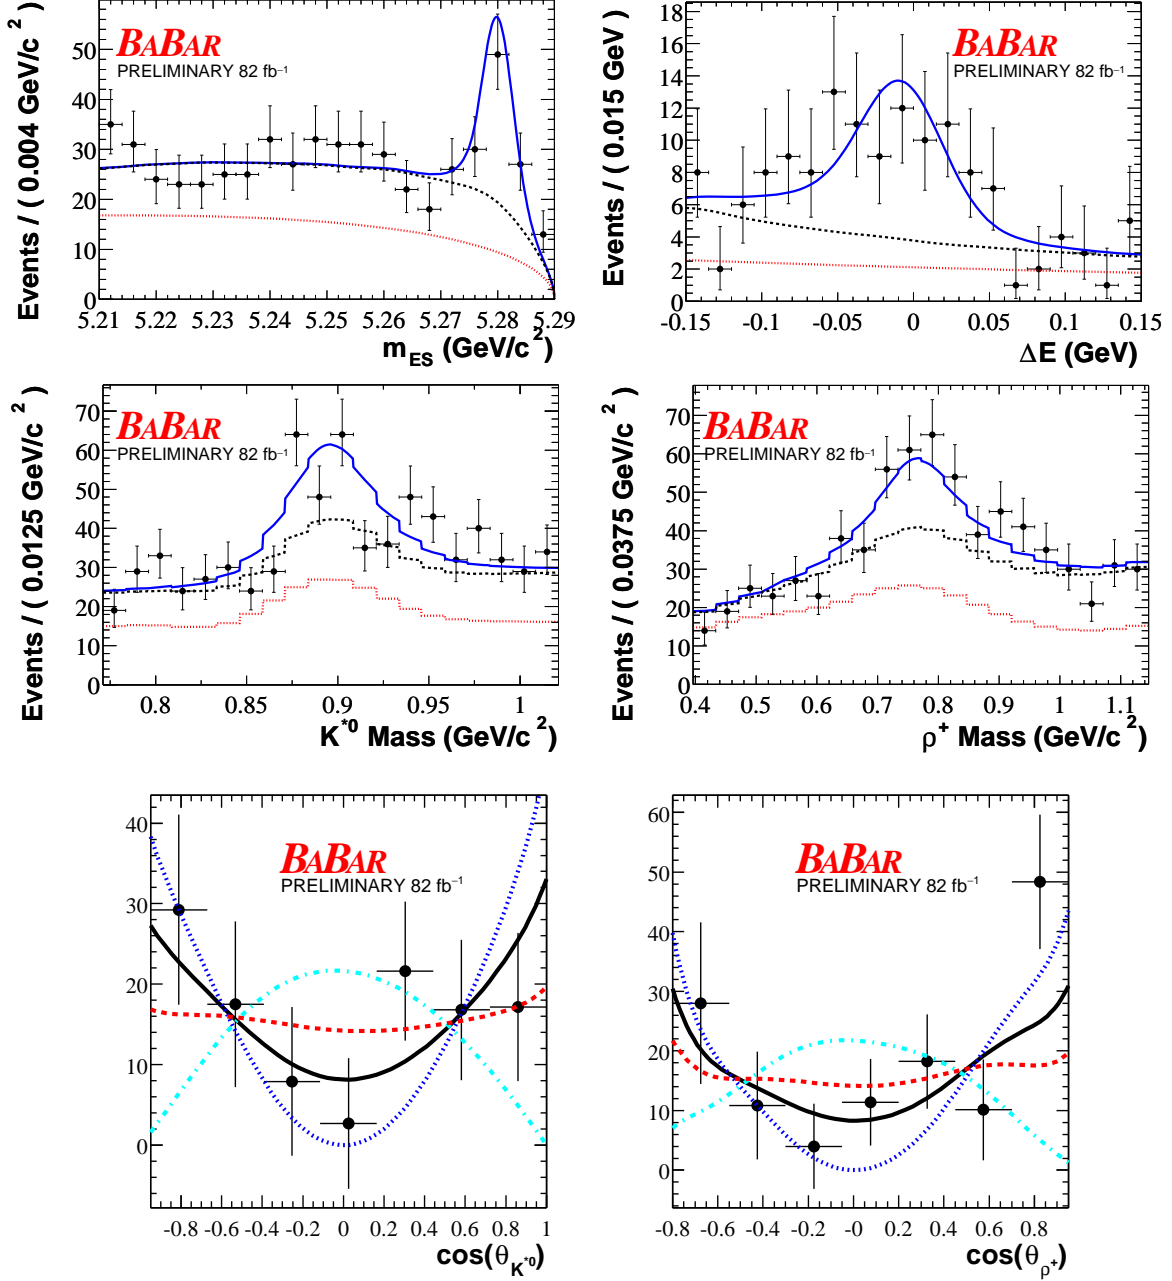 Events / ( 0.004 GeV/c ²
BABAR
PRELIMINARY 82 fb⁻¹
50
40
30
20
10
0
5.21 5.22 5.23 5.24 5.25 5.26 5.27 5.28 5.29
m_ES (GeV/c²)
Events / ( 0.015 GeV)
BABAR
PRELIMINARY 82 fb⁻¹
18
16
14
12
10
8
6
4
2
0
-0.15 -0.1 -0.05 0 0.05 0.1 0.15
ΔE (GeV)
Events / ( 0.0125 GeV/c ²
BABAR
PRELIMINARY 82 fb⁻¹
70
60
50
40
30
20
10
0
0.8 0.85 0.9 0.95 1
K*⁰ Mass (GeV/c ²)
Events / ( 0.0375 GeV/c ²
BABAR
PRELIMINARY 82 fb⁻¹
70
60
50
40
30
20
10
0
0.4 0.5 0.6 0.7 0.8 0.9 1 1.1
ρ⁺ Mass (GeV/c ²)
BABAR
PRELIMINARY 82 fb⁻¹
40
30
20
10
0
-0.8 -0.6 -0.4 -0.2 0 0.2 0.4 0.6 0.8 1
cos(θ_K*⁰)
BABAR
PRELIMINARY 82 fb⁻¹
60
50
40
30
20
10
0
-0.8 -0.6 -0.4 -0.2 -0 0.2 0.4 0.6 0.8
cos(θ_ρ⁺)